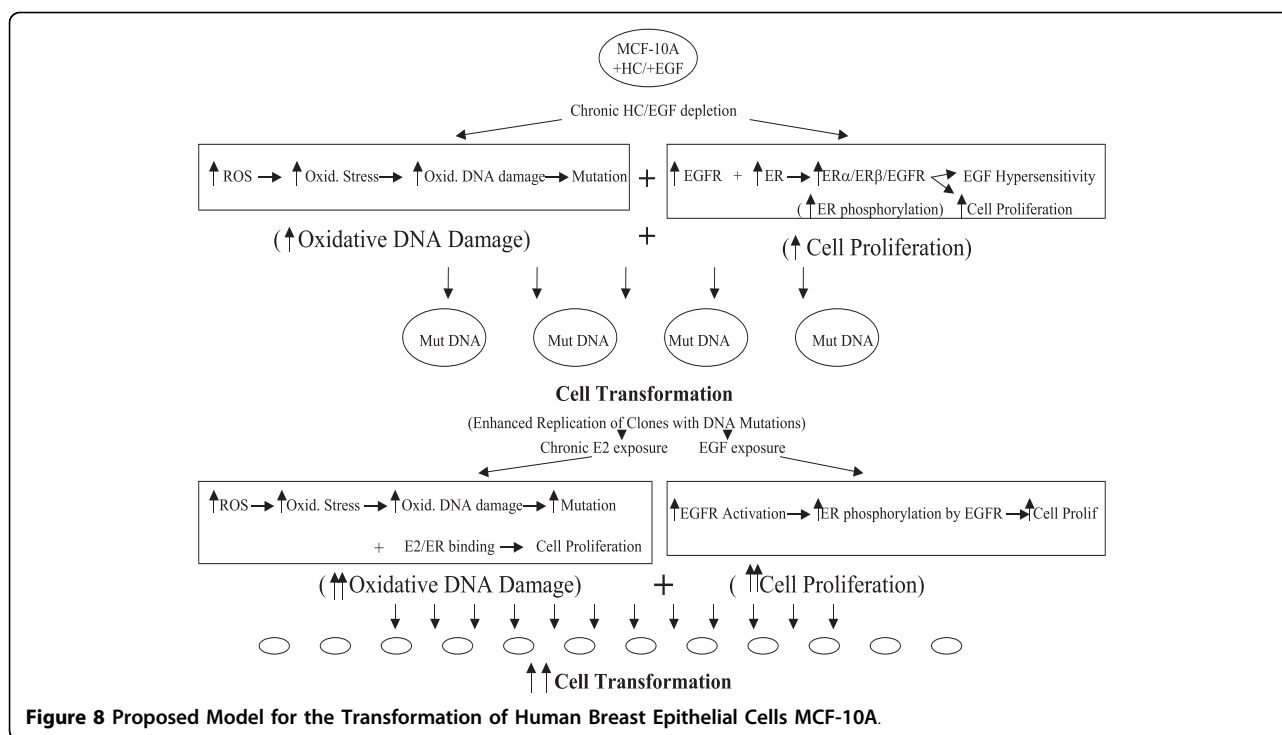 MCF-10A
+HC/+EGF
Chronic HC/EGF depletion
ROS Oxid. Stress Oxid. DNA damage Mutation
+
EGFR + ER ERα/ERβ/EGFR EGF Hypersensitivity
(ER phosphorylation) Cell Proliferation
(Oxidative DNA Damage) + (Cell Proliferation)
Mut DNA Mut DNA Mut DNA Mut DNA
Cell Transformation
(Enhanced Replication of Clones with DNA Mutations)
Chronic E2 exposure EGF exposure
ROS Oxid. Stress Oxid. DNA damage Mutation
+ E2/ER binding Cell Proliferation
EGFR Activation ER phosphorylation by EGFR Cell Prolif
(Oxidative DNA Damage) + (Cell Proliferation)
Cell Transformation
Figure 8 Proposed Model for the Transformation of Human Breast Epithelial Cells MCF-10A.